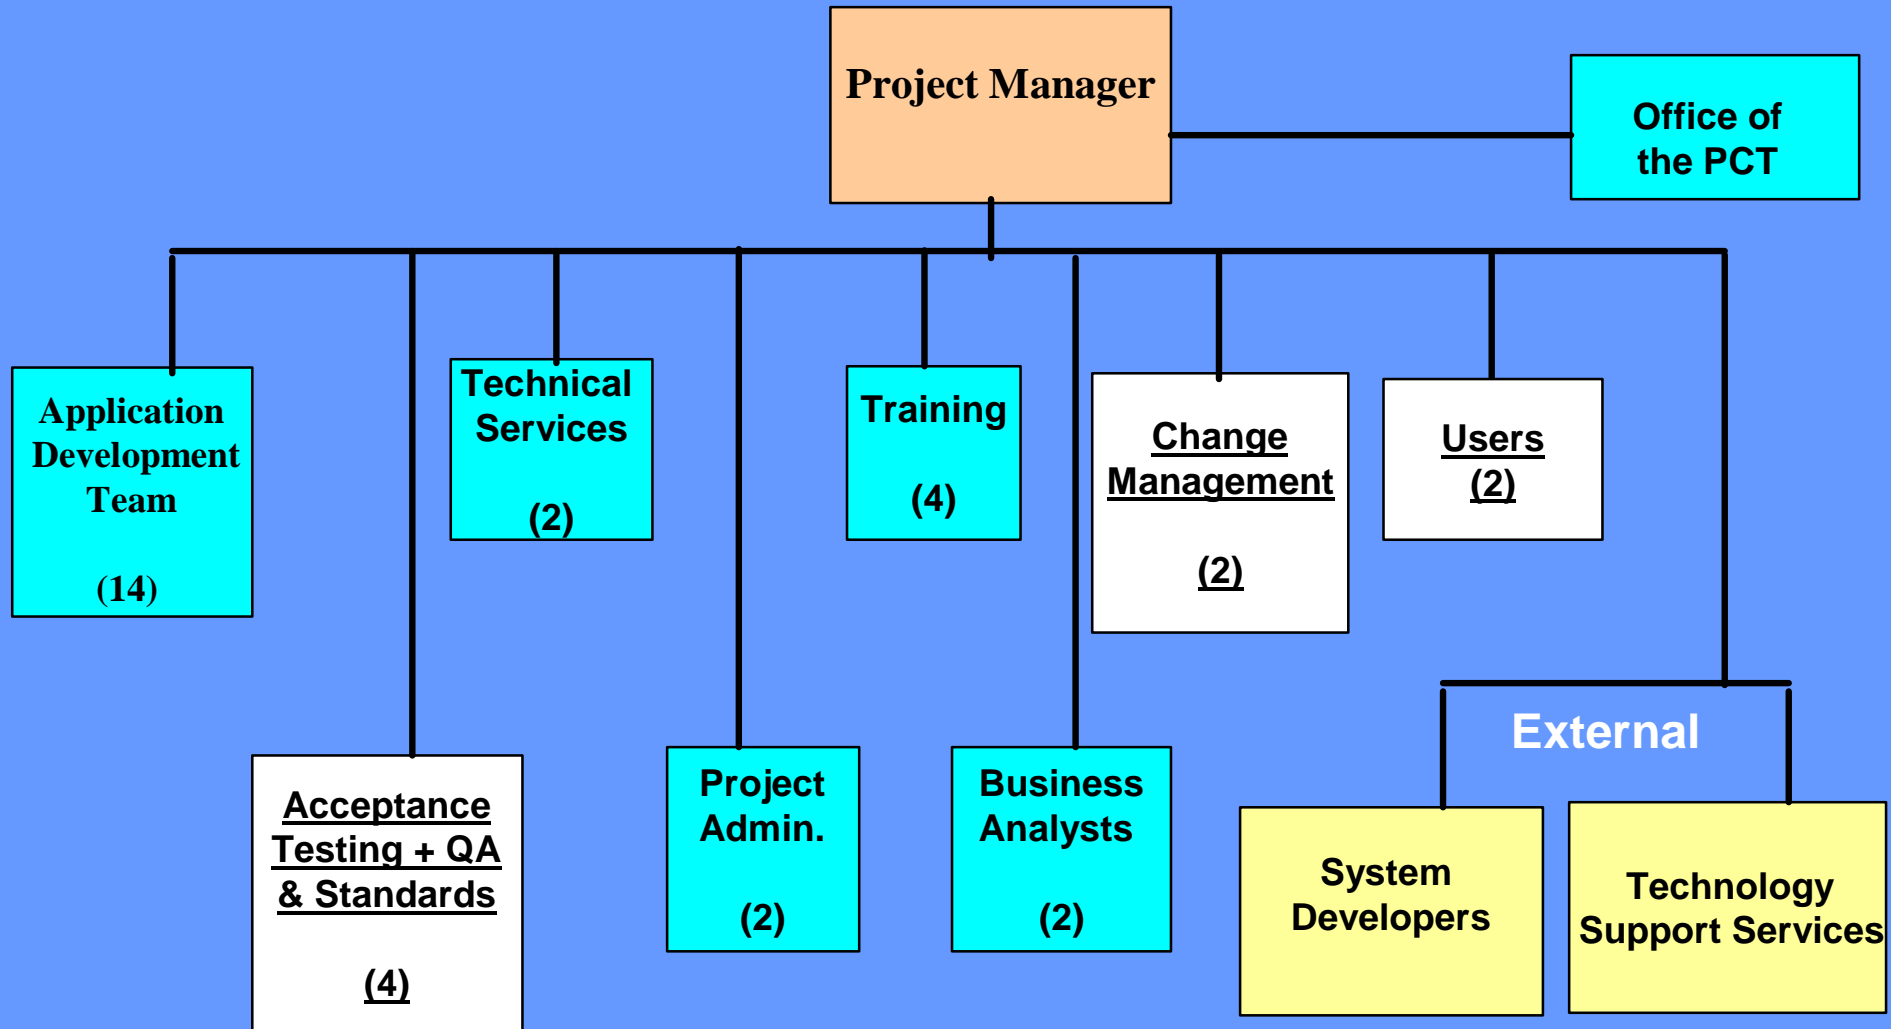 Project Manager
Office of
the PCT
Application
Development
Team
(14)
Technical
Services
(2)
Training
(4)
Change
Management
(2)
Users
(2)
External
Acceptance
Testing + QA
& Standards
(4)
Project
Admin.
(2)
Business
Analysts
(2)
System
Developers
Technology
Support Services